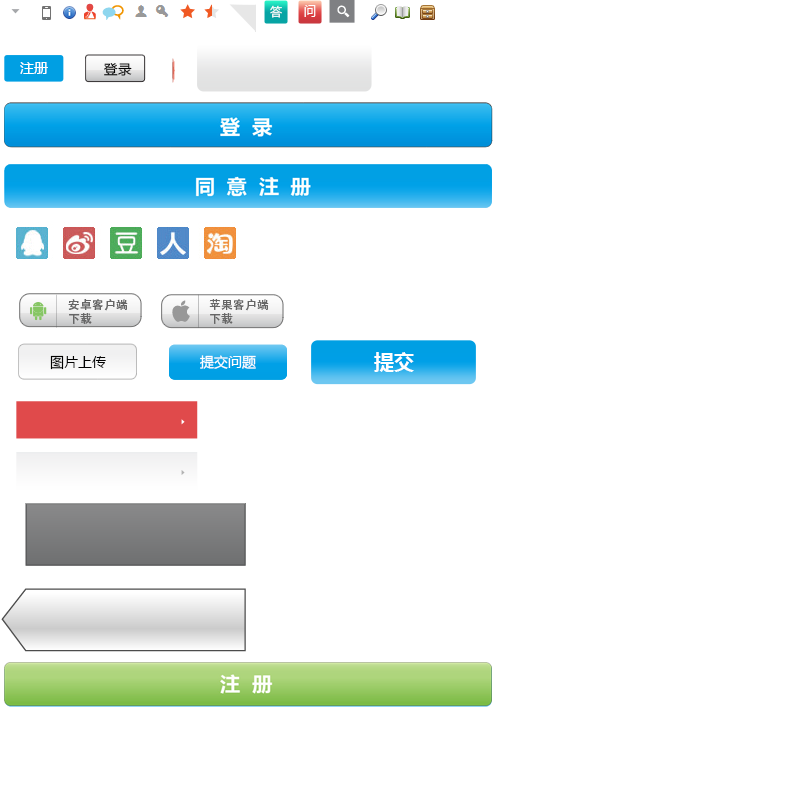 答 问
注册 登录
登 录
同 意 注 册
豆 人 淘
安卓客户端 苹果客户端
下载 下载
图片上传 提交问题 提交
注 册